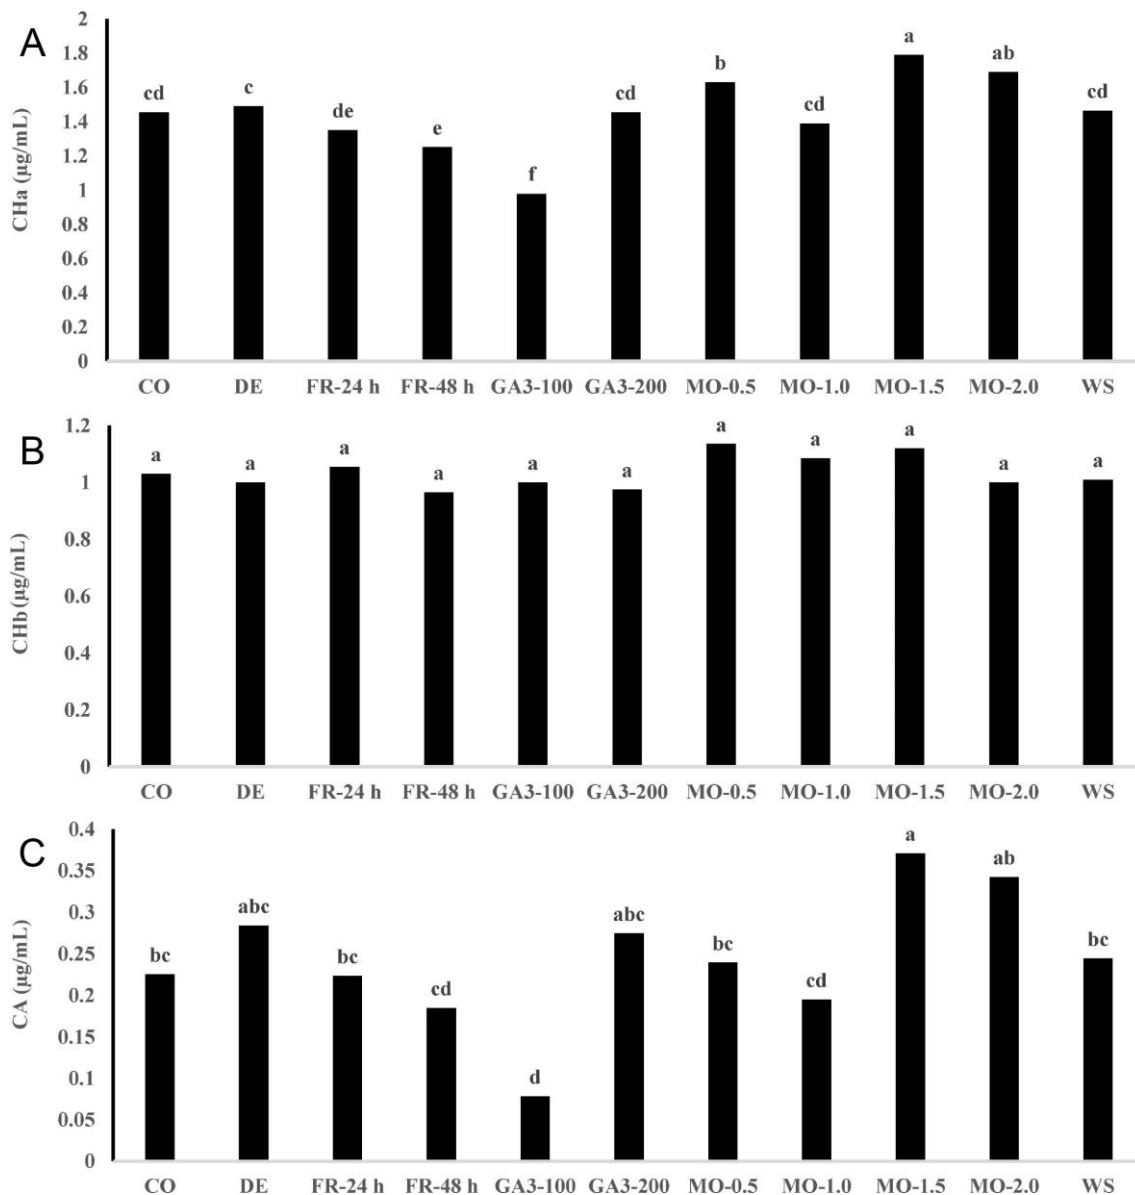 A
CHa (µg/mL)
2
1.8
1.6
1.4
1.2
1
0.8
0.6
0.4
0.2
0
cd c de e f cd b cd a ab cd
CO DE FR-24 h FR-48 h GA3-100 GA3-200 MO-0.5 MO-1.0 MO-1.5 MO-2.0 WS
B
CHb (µg/mL)
1.2
1
0.8
0.6
0.4
0.2
0
a a a a a a a a a a a
CO DE FR-24 h FR-48 h GA3-100 GA3-200 MO-0.5 MO-1.0 MO-1.5 MO-2.0 WS
C
CA (µg/mL)
0.4
0.35
0.3
0.25
0.2
0.15
0.1
0.05
0
bc abc bc cd d abc bc cd a ab bc
CO DE FR-24 h FR-48 h GA3-100 GA3-200 MO-0.5 MO-1.0 MO-1.5 MO-2.0 WS